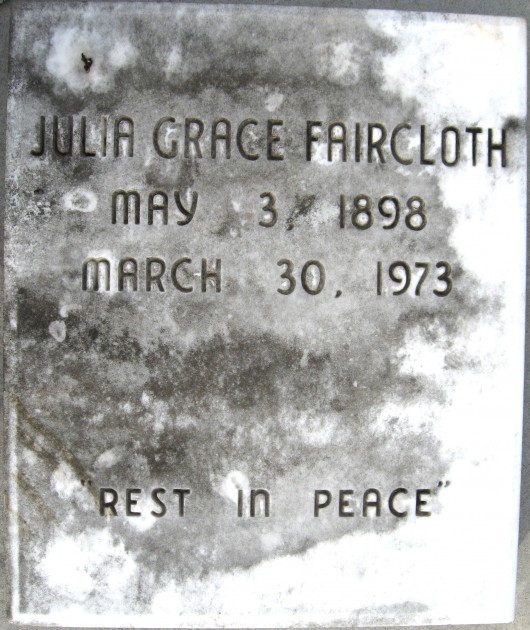 JULIA GRACE FAIRCLOTH
MAY 3, 1898
MARCH 30, 1973
"REST IN PEACE"